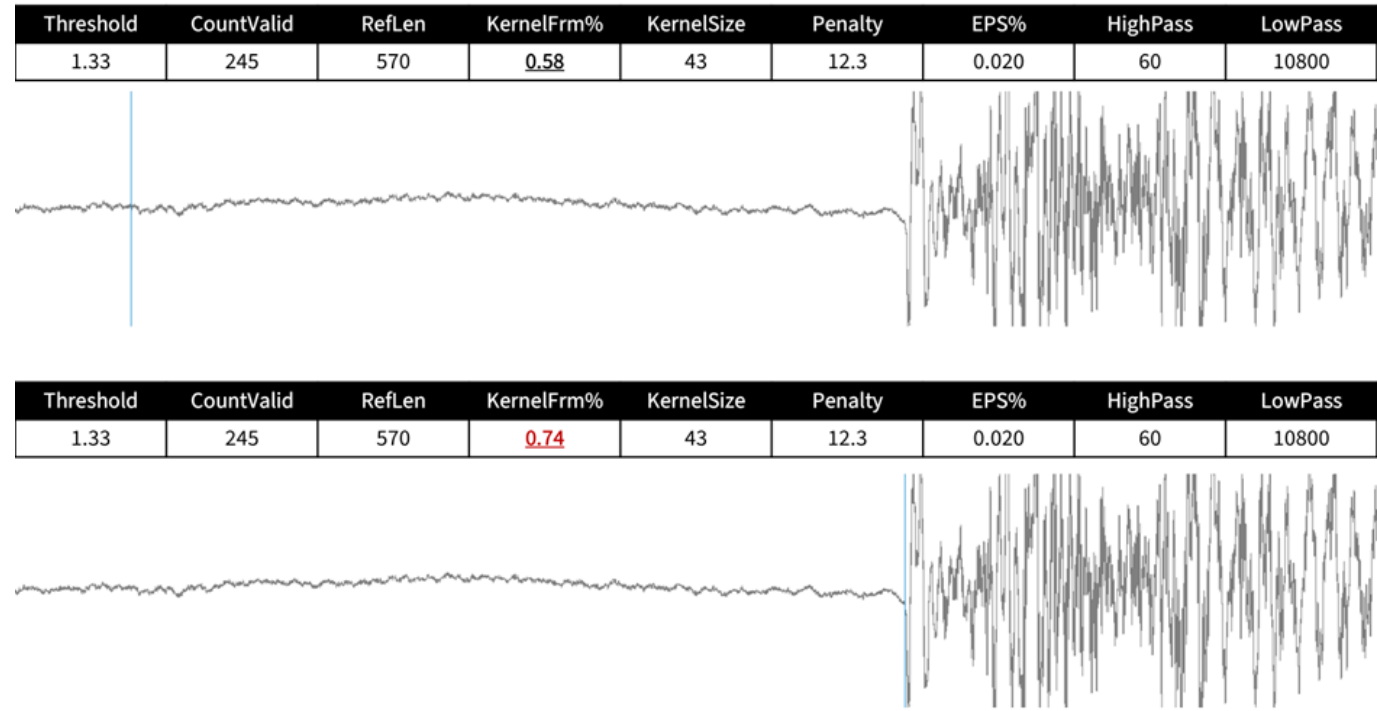 Threshold CountValid RefLen KernelFrm% KernelSize Penalty EPS% HighPass LowPass
1.33 245 570 0.58 43 12.3 0.020 60 10800
Threshold CountValid RefLen KernelFrm% KernelSize Penalty EPS% HighPass LowPass
1.33 245 570 0.74 43 12.3 0.020 60 10800